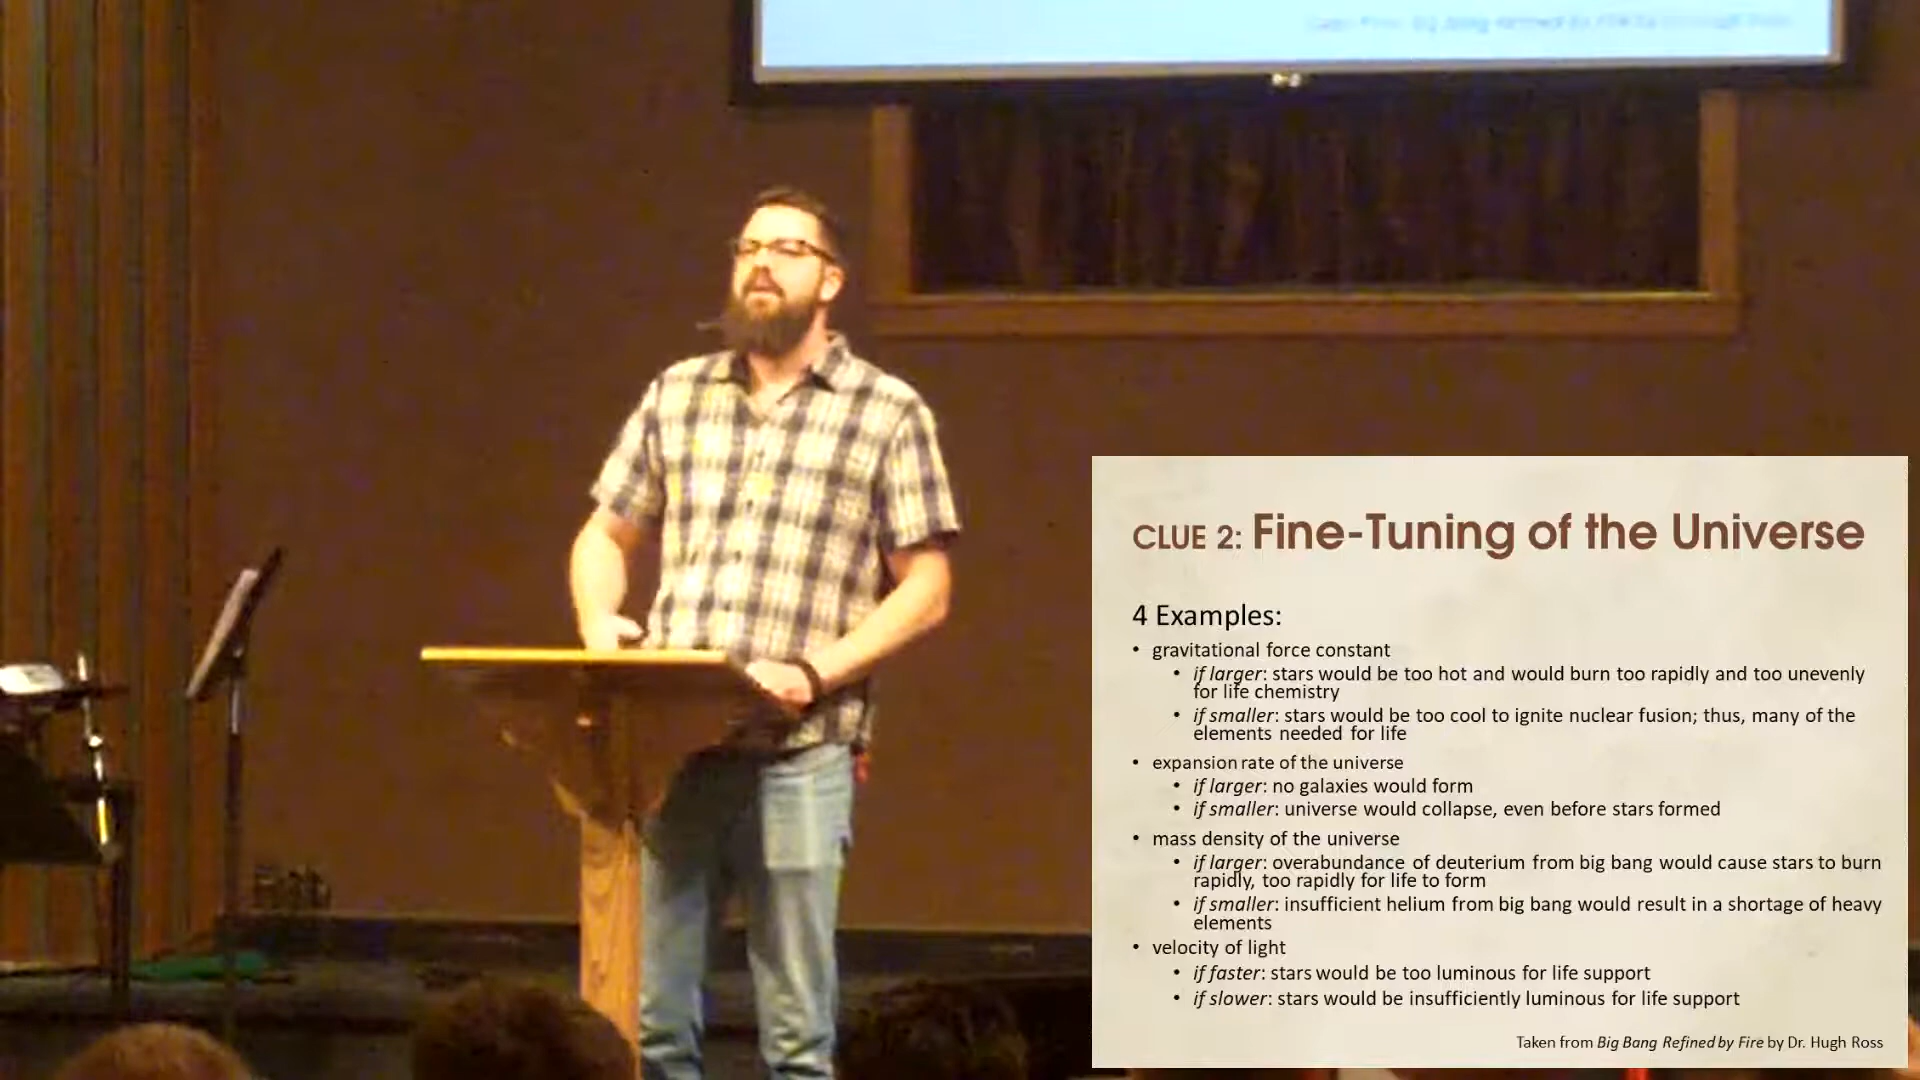 CLUE 2: Fine-Tuning of the Universe
4 Examples:
• gravitational force constant
• if larger: stars would be too hot and would burn too rapidly and too unevenly
for life chemistry
• if smaller: stars would be too cool to ignite nuclear fusion; thus, many of the
elements needed for life
• expansion rate of the universe
• if larger: no galaxies would form
• if smaller: universe would collapse, even before stars formed
• mass density of the universe
• if larger: overabundance of deuterium from big bang would cause stars to burn
rapidly, too rapidly for life to form
• if smaller: insufficient helium from big bang would result in a shortage of heavy
elements
• velocity of light
• if faster: stars would be too luminous for life support
• if slower: stars would be insufficiently luminous for life support
Taken from Big Bang Refined by Fire by Dr. Hugh Ross